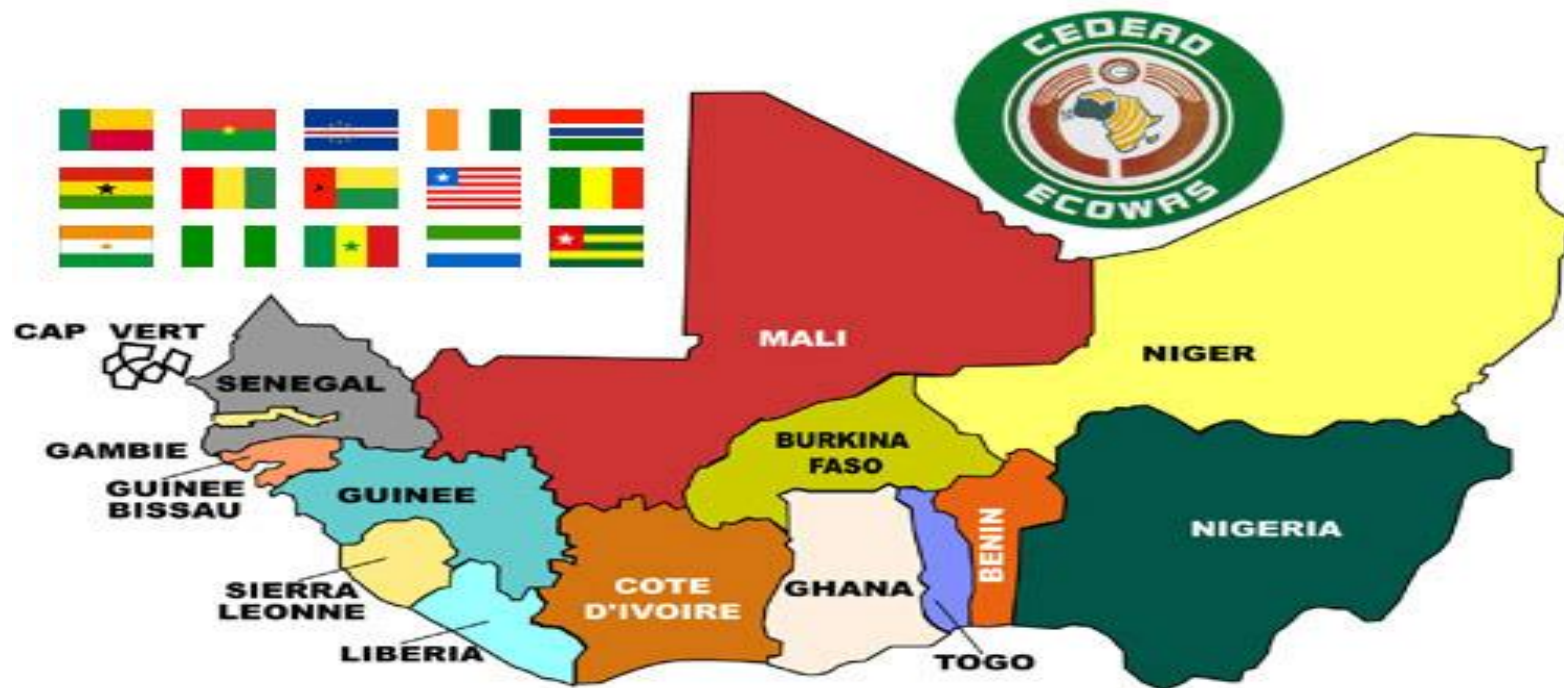 CEDEAO
ECOWAS
MALI
NIGER
CAP VERT
SENEGAL
GAMBIE
GUINEE
BISSAU
GUINEE
BURKINA
FASO
NIGERIA
SIERRA
LEONNE
COTE
D'IVOIRE
GHANA
BENIN
LIBERIA
TOGO